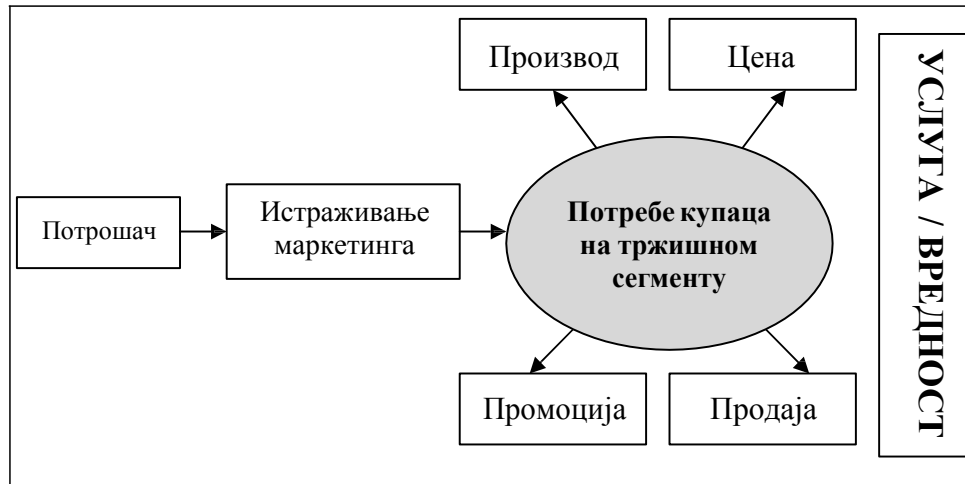 Производ
Цена
Потрошач
Истраживање
маркетинга
Потребе купаца
на тржишном
сегменту
Промоција
Продаја
УСЛУГА / ВРЕДНОСТ